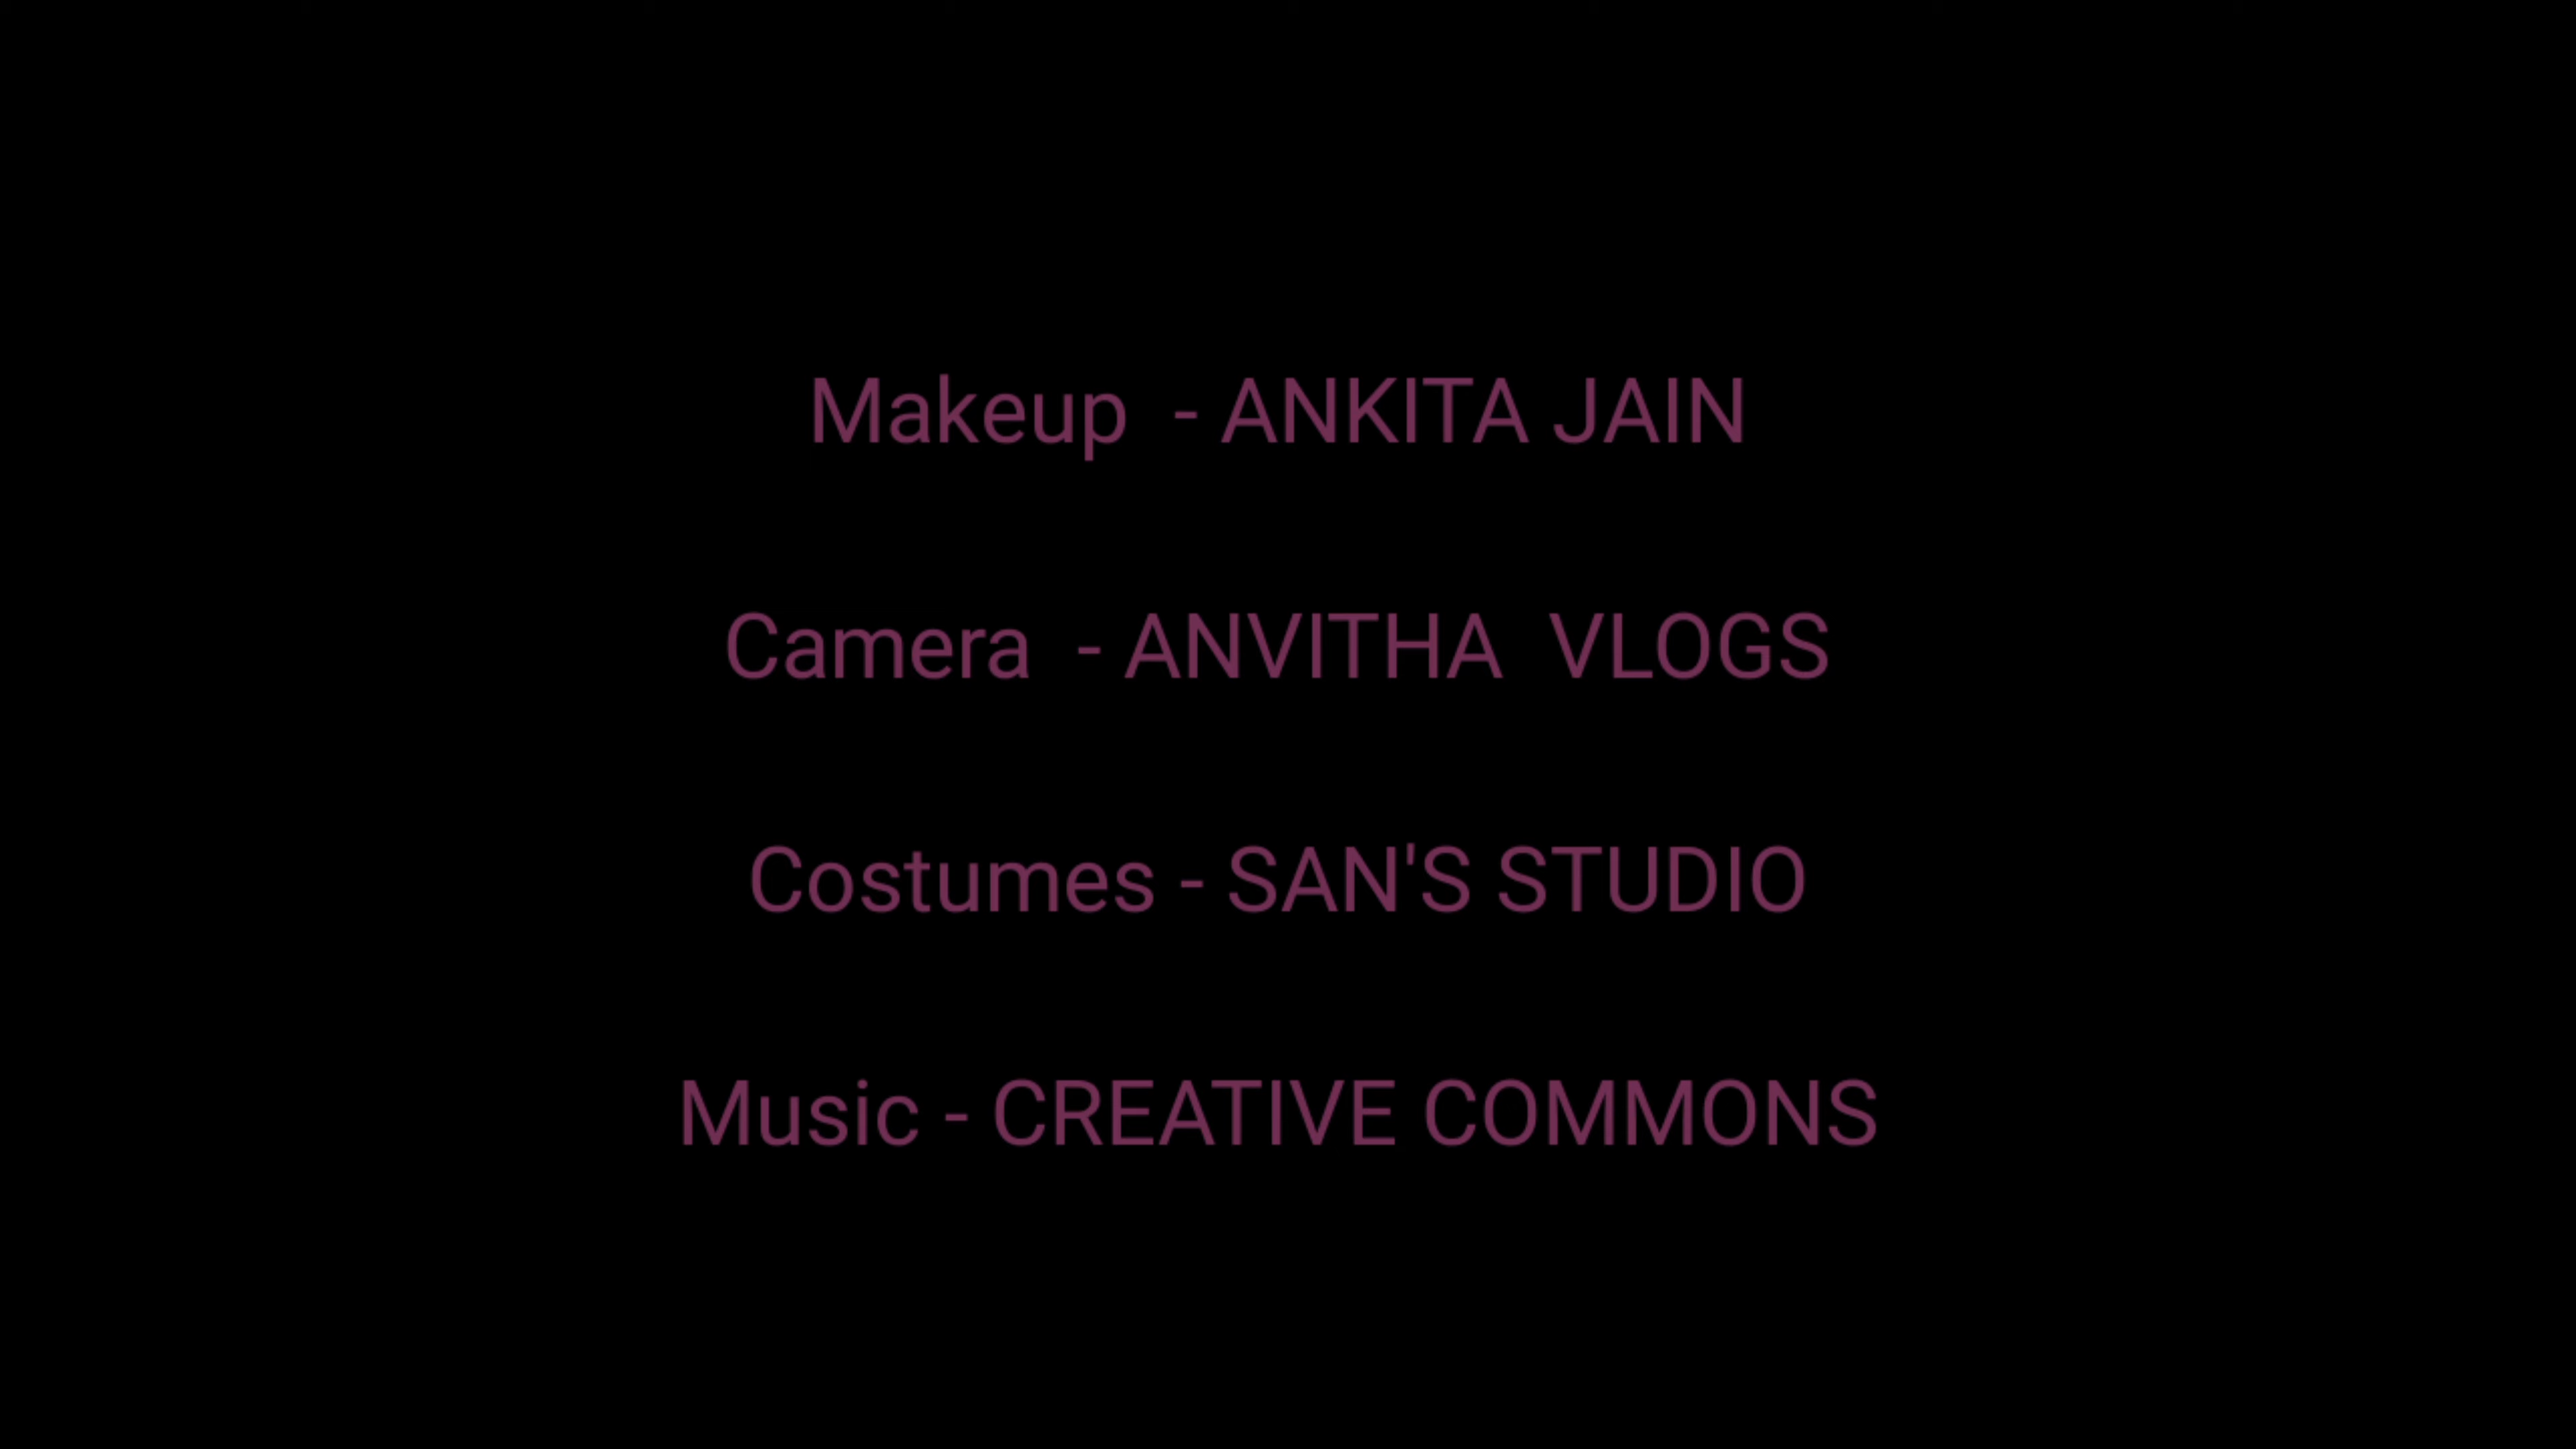 Makeup  - ANKITA JAIN
Camera  - ANVITHA  VLOGS
Costumes - SAN'S STUDIO
Music - CREATIVE COMMONS